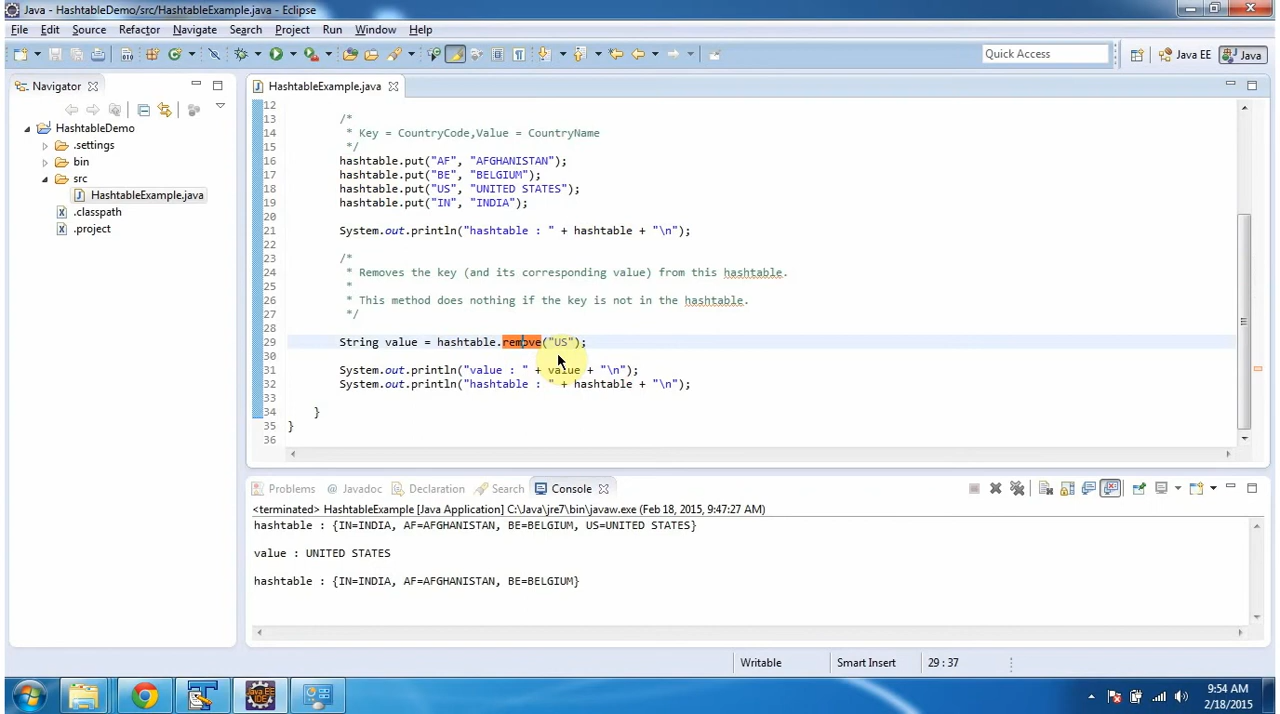 Java - HashtableDemo/src/HashtableExample.java - Eclipse
File Edit Source Refactor Navigate Search Project Run Window Help
Quick Access
Java EE
Java
Navigator
HashtableExample.java
HashtableDemo
.settings
bin
src
HashtableExample.java
.classpath
.project
12
13 /*
14 * Key = CountryCode,Value = CountryName
15 */
16 hashtable.put("AF", "AFGHANISTAN");
17 hashtable.put("BE", "BELGIUM");
18 hashtable.put("US", "UNITED STATES");
19 hashtable.put("IN", "INDIA");
20
21 System.out.println("hashtable : " + hashtable + "\n");
22
23 /*
24 * Removes the key (and its corresponding value) from this hashtable.
25 *
26 * This method does nothing if the key is not in the hashtable.
27 */
28
29 String value = hashtable.remove("US");
30
31 System.out.println("value : " + value + "\n");
32 System.out.println("hashtable : " + hashtable + "\n");
33
34 }
35 }
36
Problems @ Javadoc Declaration Search Console
<terminated> HashtableExample [Java Application] C:\Java\jre7\bin\javaw.exe (Feb 18, 2015, 9:47:27 AM)
hashtable : {IN=INDIA, AF=AFGHANISTAN, BE=BELGIUM, US=UNITED STATES}
value : UNITED STATES
hashtable : {IN=INDIA, AF=AFGHANISTAN, BE=BELGIUM}
Writable Smart Insert 29 : 37
Java EE
IDE
9:54 AM
2/18/2015